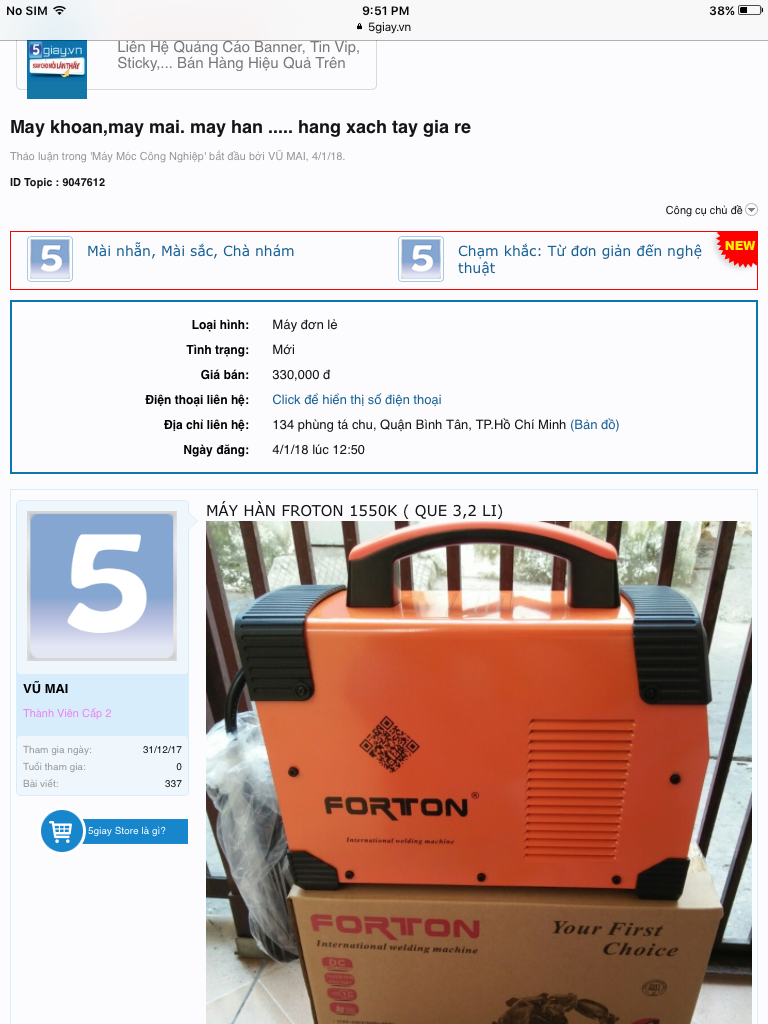 No SIM 9:51 PM 38%
5giay.vn
5giay.vn
Liên Hệ Quảng Cáo Banner, Tin Vip,
Sticky,... Bán Hàng Hiệu Quả Trên
May khoan,may mai. may han ..... hang xach tay gia re
Thảo luận trong 'Máy Móc Công Nghiệp' bắt đầu bởi VŨ MAI, 4/1/18.
ID Topic : 9047612
Công cụ chủ đề
5 Mài nhẵn, Mài sắc, Chà nhám
5 Chạm khắc: Từ đơn giản đến nghệ
thuật
NEW
Loại hình: Máy đơn lẻ
Tình trạng: Mới
Giá bán: 330,000 đ
Điện thoại liên hệ: Click để hiển thị số điện thoại
Địa chỉ liên hệ: 134 phùng tá chu, Quận Bình Tân, TP.Hồ Chí Minh (Bản đồ)
Ngày đăng: 4/1/18 lúc 12:50
5
VŨ MAI
Thành Viên Cấp 2
Tham gia ngày: 31/12/17
Tuổi tham gia: 0
Bài viết: 337
5giay Store là gì?
MÁY HÀN FROTON 1550K ( QUE 3,2 LI)
FORTON®
International welding machine
FORTON
International welding machine
Your First
Choice
DC